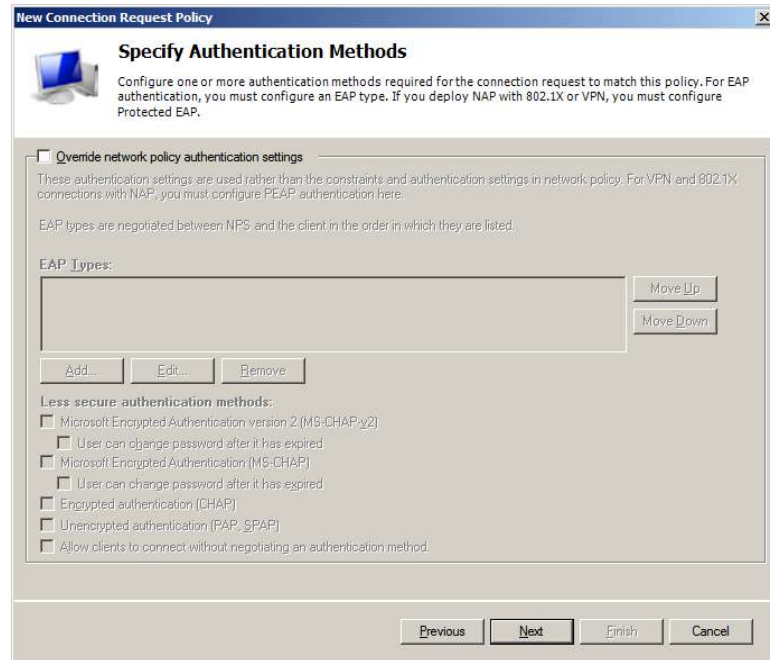 New Connection Request Policy
Specify Authentication Methods
Configure one or more authentication methods required for the connection request to match this policy. For EAP
authentication, you must configure an EAP type. If you deploy NAP with 802.1X or VPN, you must configure
Protected EAP.
Override network policy authentication settings
These authentication settings are used rather than the constraints and authentication settings in network policy. For VPN and 802.1X
connections with NAP, you must configure PEAP authentication here.
EAP types are negotiated between NPS and the client in the order in which they are listed.
EAP Types:
Move Up
Move Down
Add... Edit... Remove
Less secure authentication methods:
Microsoft Encrypted Authentication version 2 (MS-CHAP-v2)
User can change password after it has expired
Microsoft Encrypted Authentication (MS-CHAP)
User can change password after it has expired
Encrypted authentication (CHAP)
Unencrypted authentication (PAP, SPAP)
Allow clients to connect without negotiating an authentication method.
Previous Next Finish Cancel